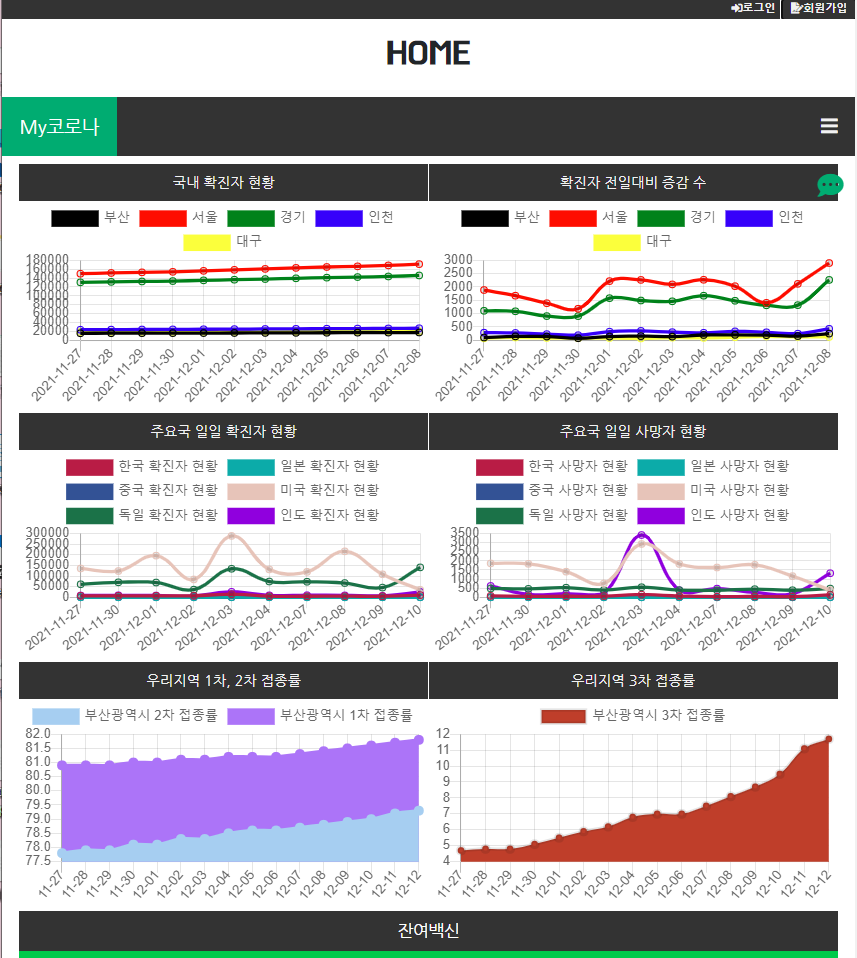 로그인 회원가입
HOME
My코로나
국내 확진자 현황
부산 서울 경기 인천
대구
180000
160000
140000
120000
100000
80000
60000
40000
20000
0
2021-11-27 2021-11-28 2021-11-29 2021-11-30 2021-12-01 2021-12-02 2021-12-03 2021-12-04 2021-12-05 2021-12-06 2021-12-07 2021-12-08
확진자 전일대비 증감 수
부산 서울 경기 인천
대구
3000
2500
2000
1500
1000
500
0
2021-11-27 2021-11-28 2021-11-29 2021-11-30 2021-12-01 2021-12-02 2021-12-03 2021-12-04 2021-12-05 2021-12-06 2021-12-07 2021-12-08
주요국 일일 확진자 현황
한국 확진자 현황 일본 확진자 현황
중국 확진자 현황 미국 확진자 현황
독일 확진자 현황 인도 확진자 현황
300000
250000
200000
150000
100000
50000
0
2021-11-27 2021-11-30 2021-12-01 2021-12-02 2021-12-03 2021-12-04 2021-12-07 2021-12-08 2021-12-09 2021-12-10
주요국 일일 사망자 현황
한국 사망자 현황 일본 사망자 현황
중국 사망자 현황 미국 사망자 현황
독일 사망자 현황 인도 사망자 현황
3500
3000
2500
2000
1500
1000
500
0
2021-11-27 2021-11-30 2021-12-01 2021-12-02 2021-12-03 2021-12-04 2021-12-07 2021-12-08 2021-12-09 2021-12-10
우리지역 1차, 2차 접종률
부산광역시 2차 접종률 부산광역시 1차 접종률
82.0
81.5
81.0
80.5
80.0
79.5
79.0
78.5
78.0
77.5
11-27 11-28 11-29 11-30 12-01 12-02 12-03 12-04 12-05 12-06 12-07 12-08 12-09 12-10 12-11 12-12
우리지역 3차 접종률
부산광역시 3차 접종률
12
11
10
9
8
7
6
5
4
11-27 11-28 11-29 11-30 12-01 12-02 12-03 12-04 12-05 12-06 12-07 12-08 12-09 12-10 12-11 12-12
잔여백신